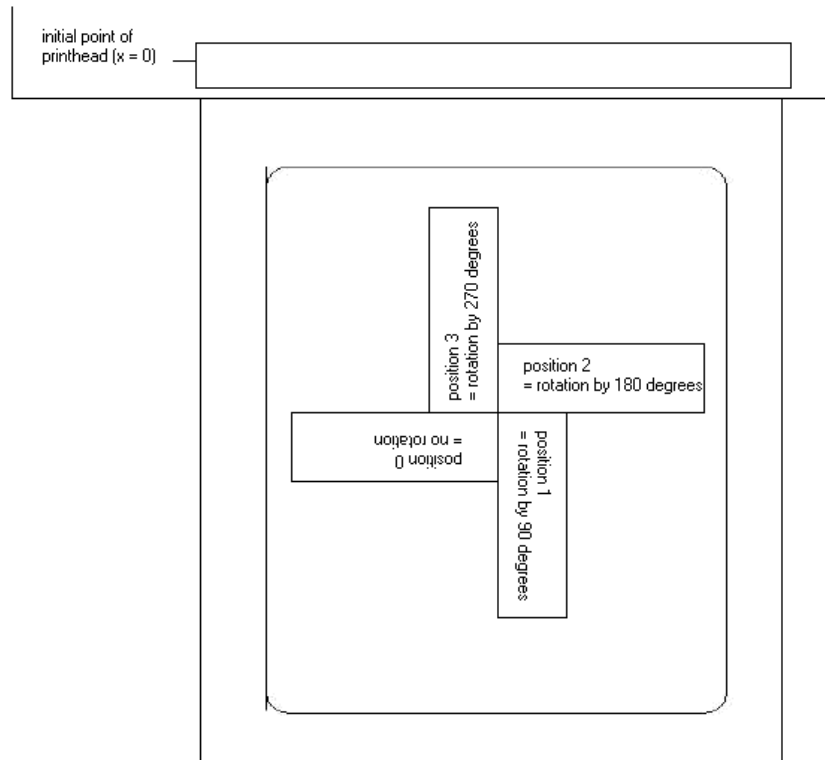 initial point of
printhead (x = 0)
position 3
= rotation by 270 degrees
position 2
= rotation by 180 degrees
position 0
= no rotation
position 1
= rotation by 90 degrees